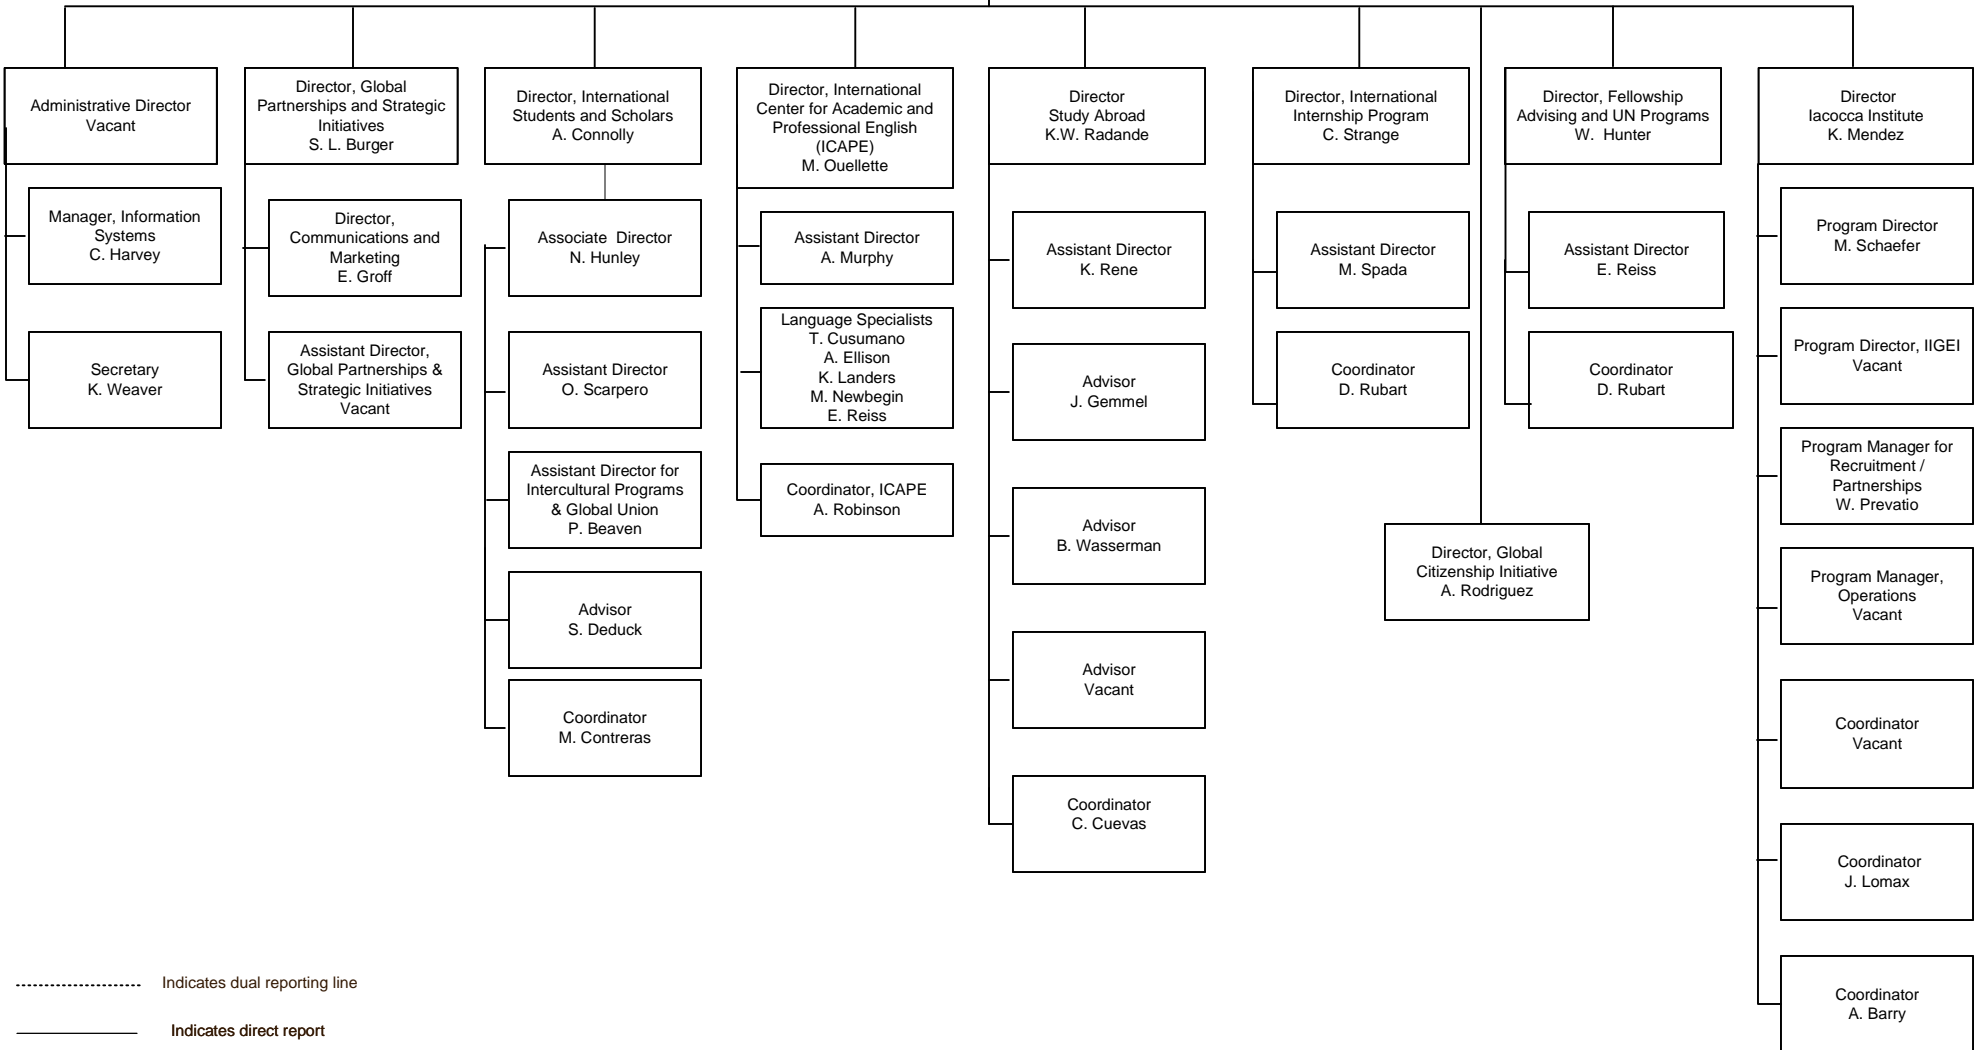 Administrative Director
Vacant
Manager, Information
Systems
C. Harvey
Secretary
K. Weaver
Director, Global
Partnerships and Strategic
Initiatives
S. L. Burger
Director,
Communications and
Marketing
E. Groff
Assistant Director,
Global Partnerships &
Strategic Initiatives
Vacant
Director, International
Students and Scholars
A. Connolly
Associate Director
N. Hunley
Assistant Director
O. Scarpero
Assistant Director for
Intercultural Programs
& Global Union
P. Beaven
Advisor
S. Deduck
Coordinator
M. Contreras
Director, International
Center for Academic and
Professional English
(ICAPE)
M. Ouellette
Assistant Director
A. Murphy
Language Specialists
T. Cusumano
A. Ellison
K. Landers
M. Newbegin
E. Reiss
Coordinator, ICAPE
A. Robinson
Director
Study Abroad
K.W. Radande
Assistant Director
K. Rene
Advisor
J. Gemmel
Advisor
B. Wasserman
Advisor
Vacant
Coordinator
C. Cuevas
Director, International
Internship Program
C. Strange
Assistant Director
M. Spada
Coordinator
D. Rubart
Director, Global
Citizenship Initiative
A. Rodriguez
Director, Fellowship
Advising and UN Programs
W. Hunter
Assistant Director
E. Reiss
Coordinator
D. Rubart
Director
Iacocca Institute
K. Mendez
Program Director
M. Schaefer
Program Director, IIGEI
Vacant
Program Manager for
Recruitment /
Partnerships
W. Prevatio
Program Manager,
Operations
Vacant
Coordinator
Vacant
Coordinator
J. Lomax
Coordinator
A. Barry
Indicates dual reporting line
Indicates direct report